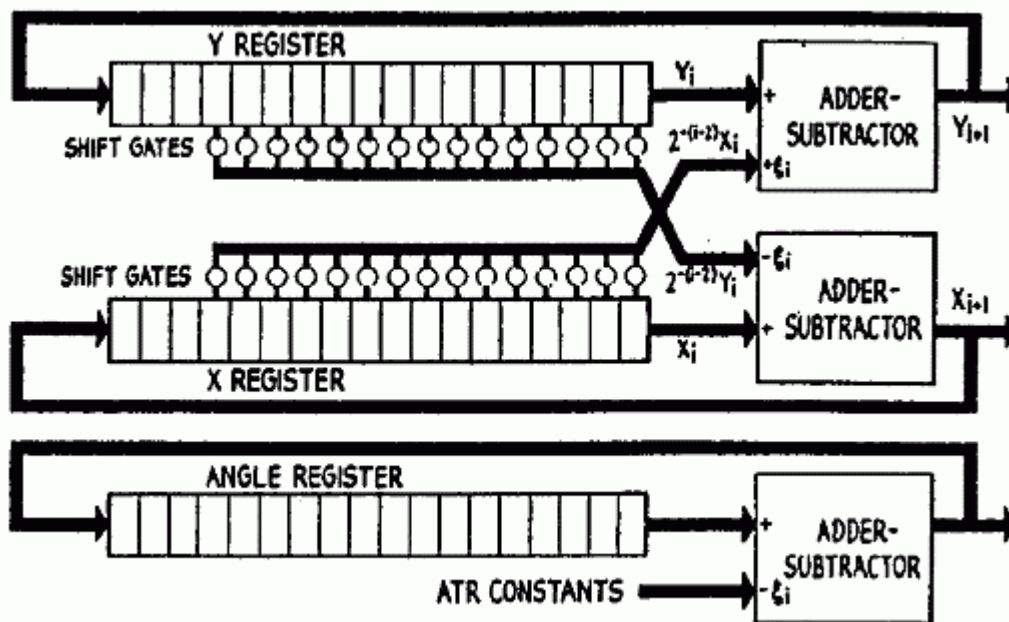 Y REGISTER
Yi
+
ADDER-
SUBTRACTOR
Yi+1
SHIFT GATES
2-(i-2)Xi
+ξi
SHIFT GATES
2-(i-2)Yi
-ξi
ADDER-
SUBTRACTOR
Xi+1
+
Xi
X REGISTER
ANGLE REGISTER
+
ADDER-
SUBTRACTOR
ATR CONSTANTS
-ξi